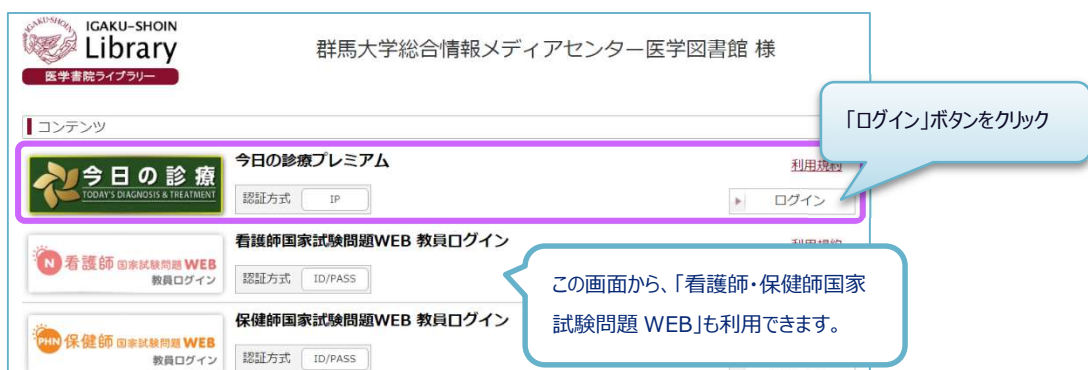 IGAKU-SHOIN
IGAKU-SHOIN
Library
医学書院ライブラリー
群馬大学総合情報メディアセンター医学図書館 様
「ログイン」ボタンをクリック
コンテンツ
今日の診療
TODAY'S DIAGNOSIS & TREATMENT
今日の診療プレミアム
利用規約
認証方式 IP
ログイン
N 看護師 国家試験問題 WEB
教員ログイン
看護師国家試験問題WEB 教員ログイン
利用規約
認証方式 ID/PASS
この画面から、「看護師・保健師国家
試験問題 WEB」も利用できます。
PHN 保健師 国家試験問題 WEB
教員ログイン
保健師国家試験問題WEB 教員ログイン
認証方式 ID/PASS